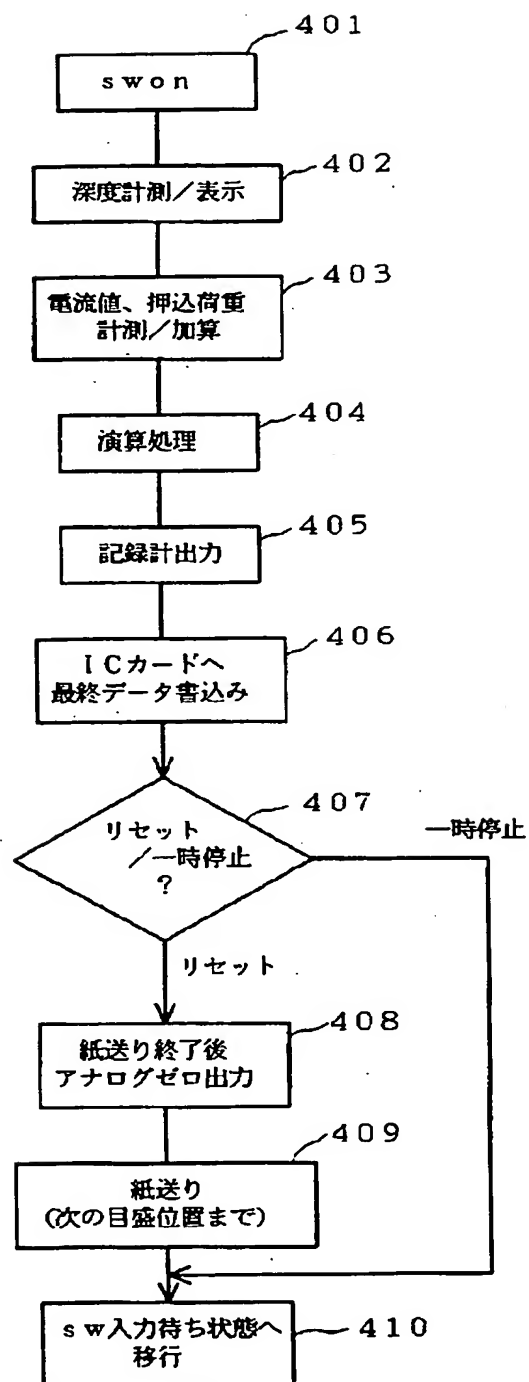 401
swon
402
深度計測／表示
403
電流値、押込荷重
計測／加算
404
演算処理
405
記録計出力
406
ＩＣカードへ
最終データ書込み
407
リセット
／一時停止
？
一時停止
リセット
408
紙送り終了後
アナログゼロ出力
409
紙送り
(次の目盛位置まで)
sw入力待ち状態へ
移行
410